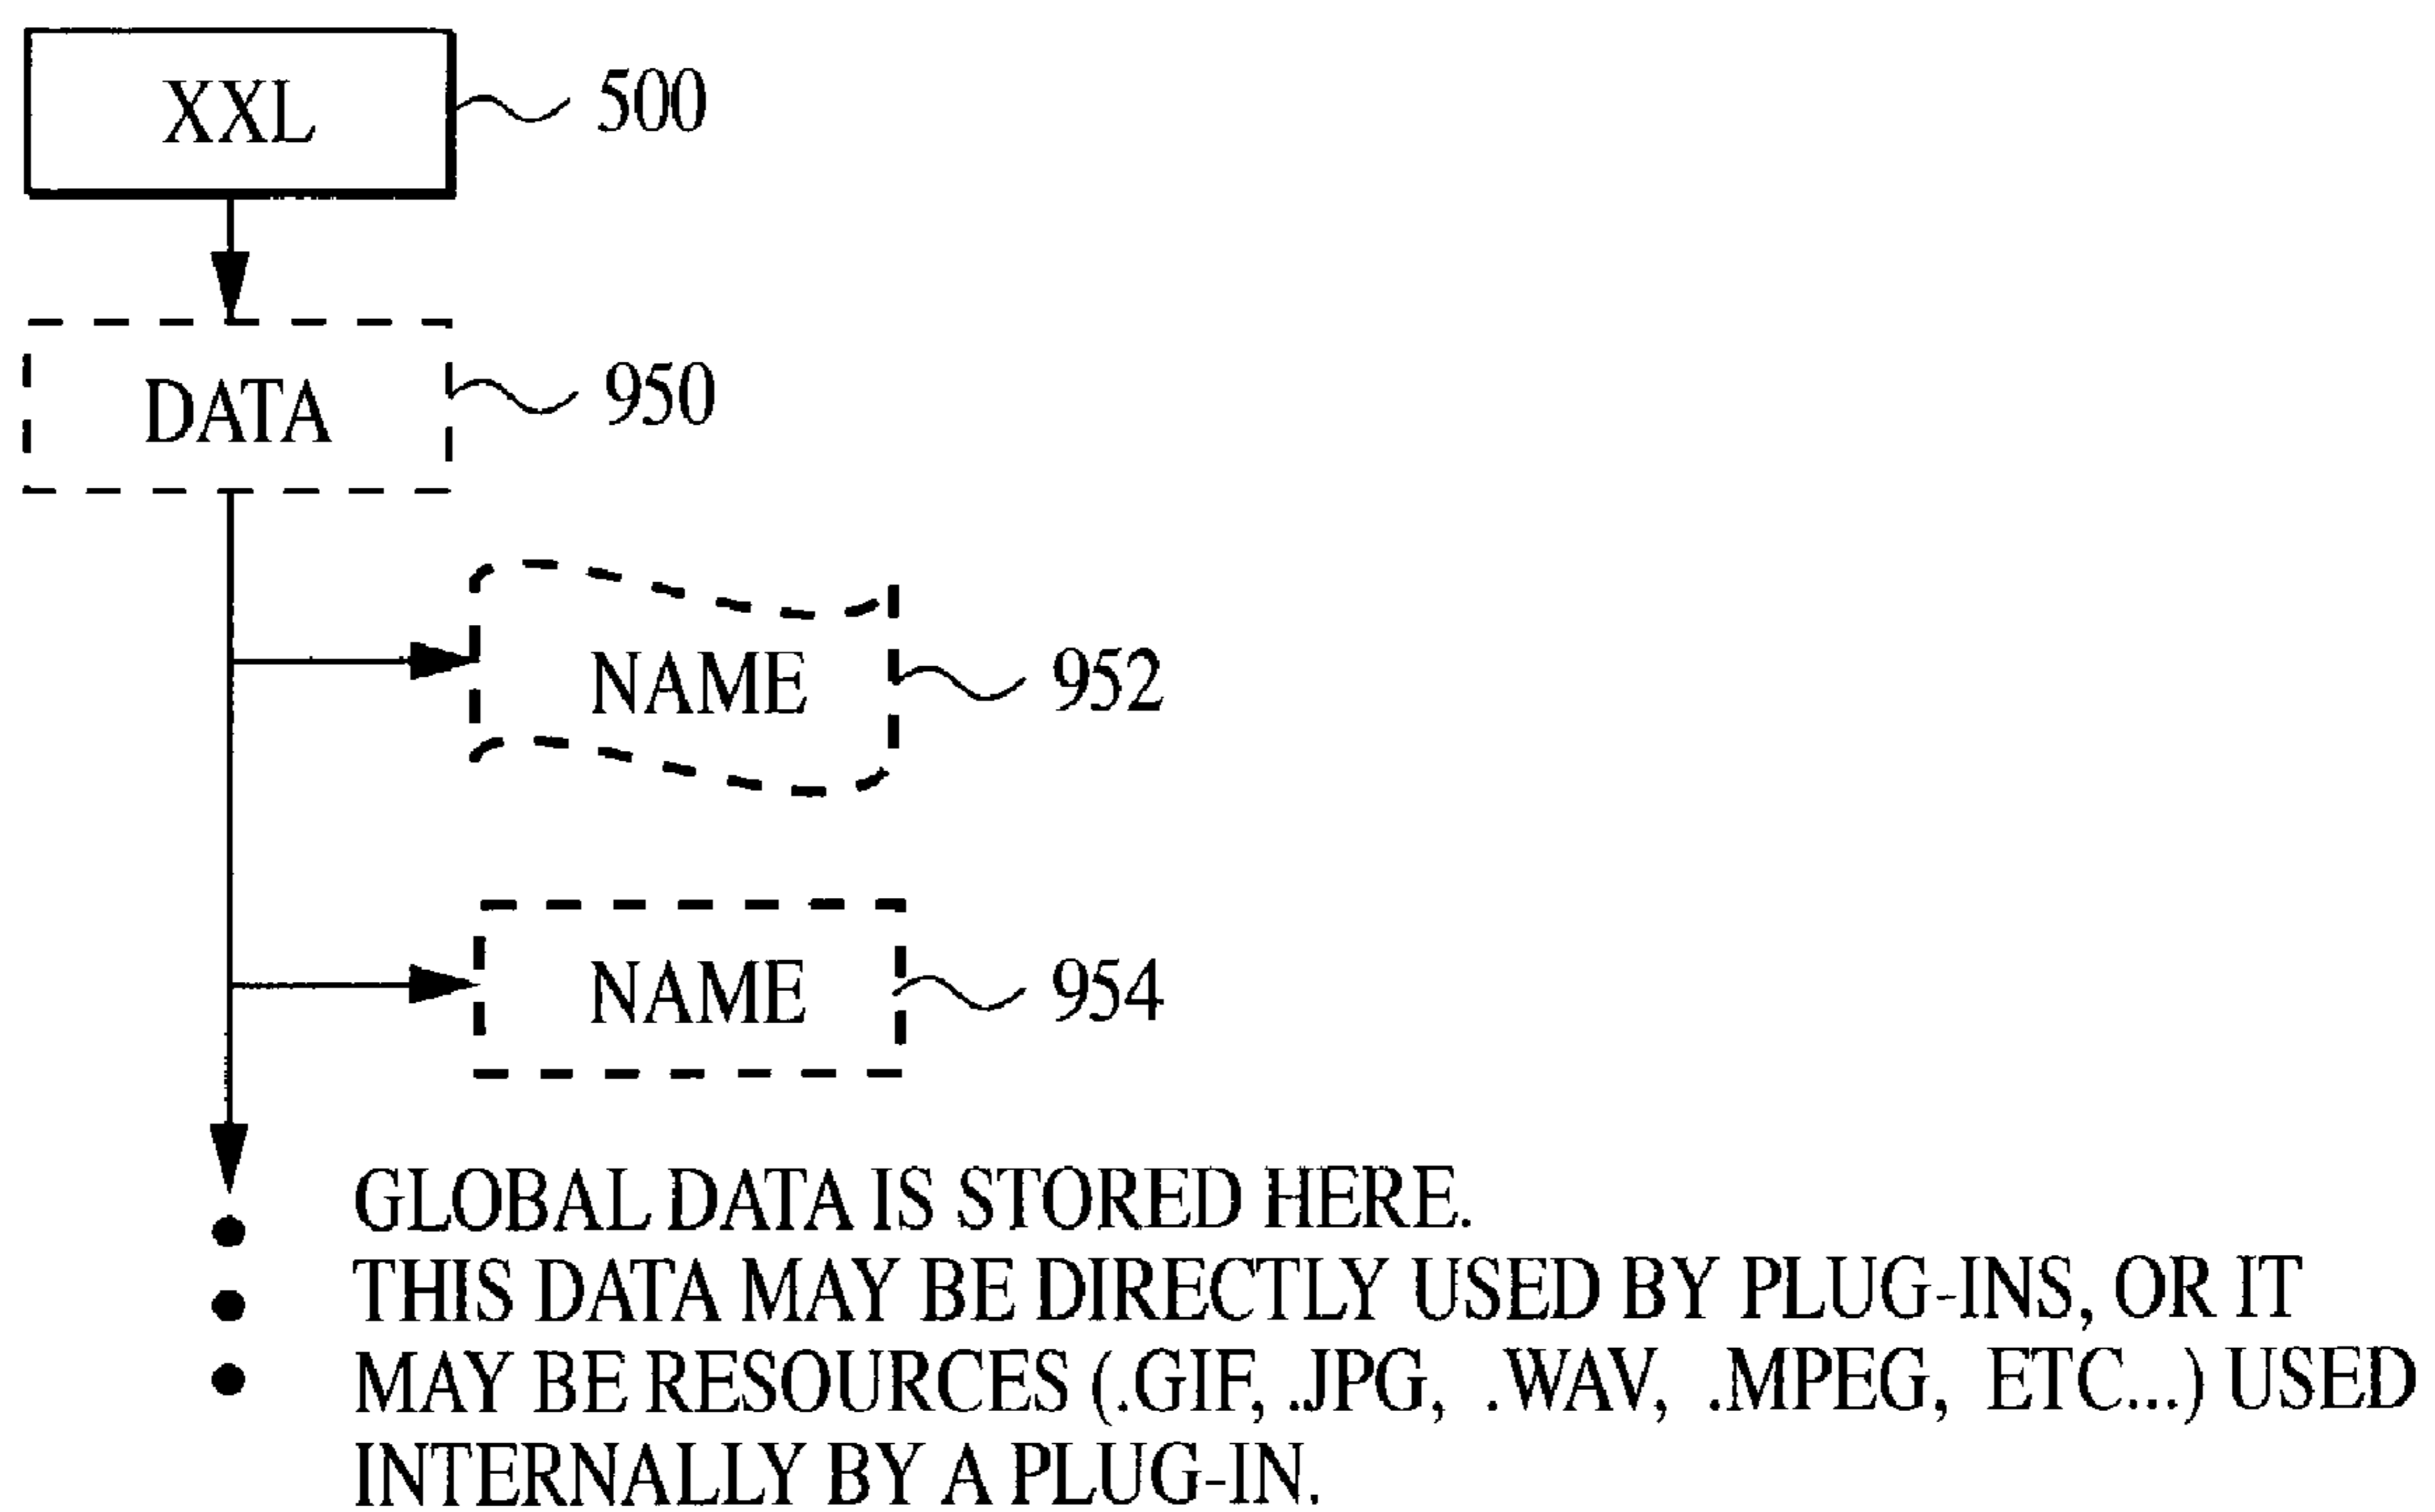 XXL
500
DATA
950
NAME
952
NAME
954
GLOBAL DATA IS STORED HERE.
THIS DATA MAY BE DIRECTLY USED BY PLUG-INS, OR IT
MAY BE RESOURCES (.GIF, .JPG, .WAV, .MPEG, ETC...) USED
INTERNALLY BY A PLUG-IN.